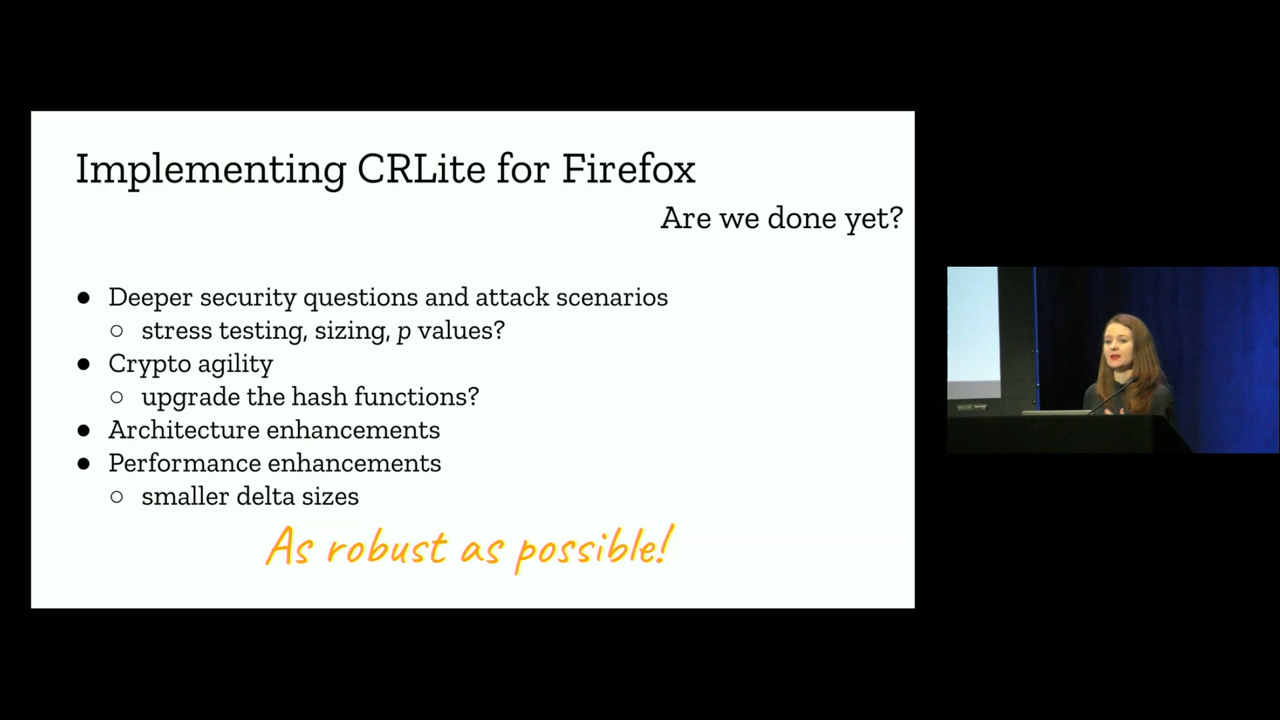 Implementing CRLite for Firefox
Are we done yet?
● Deeper security questions and attack scenarios
○ stress testing, sizing, p values?
● Crypto agility
○ upgrade the hash functions?
● Architecture enhancements
● Performance enhancements
○ smaller delta sizes
As robust as possible!